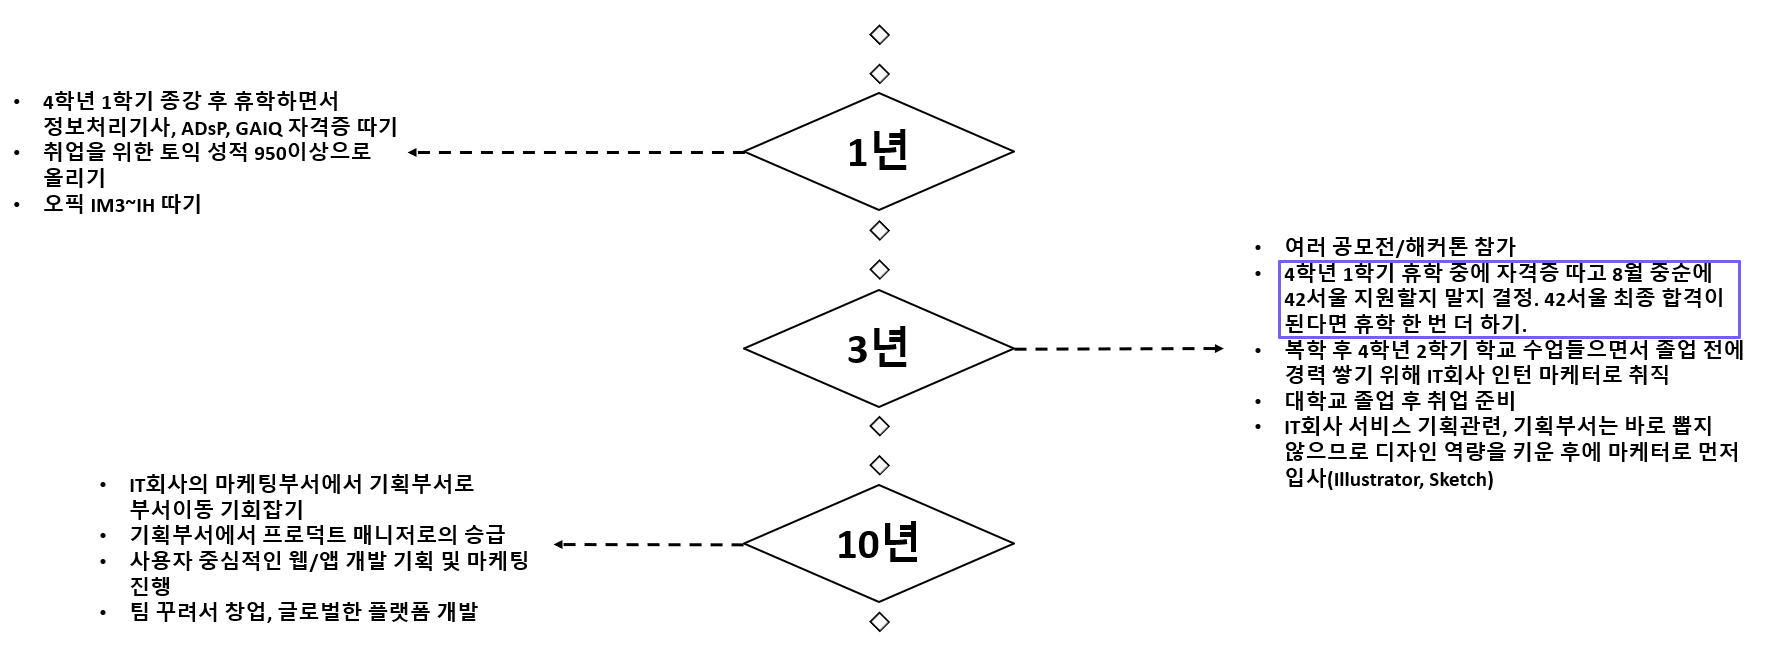 1년
• 4학년 1학기 종강 후 휴학하면서
정보처리기사, ADsP, GAIQ 자격증 따기
• 취업을 위한 토익 성적 950이상으로
올리기
• 오픽 IM3~IH 따기
3년
• 여러 공모전/해커톤 참가
• 4학년 1학기 휴학 중에 자격증 따고 8월 중순에
42서울 지원할지 말지 결정. 42서울 최종 합격이
된다면 휴학 한 번 더 하기.
• 복학 후 4학년 2학기 학교 수업들으면서 졸업 전에
경력 쌓기 위해 IT회사 인턴 마케터로 취직
• 대학교 졸업 후 취업 준비
• IT회사 서비스 기획관련, 기획부서는 바로 뽑지
않으므로 디자인 역량을 키운 후에 마케터로 먼저
입사(Illustrator, Sketch)
10년
• IT회사의 마케팅부서에서 기획부서로
부서이동 기회잡기
• 기획부서에서 프로덕트 매니저로의 승급
• 사용자 중심적인 웹/앱 개발 기획 및 마케팅
진행
• 팀 꾸려서 창업, 글로벌한 플랫폼 개발